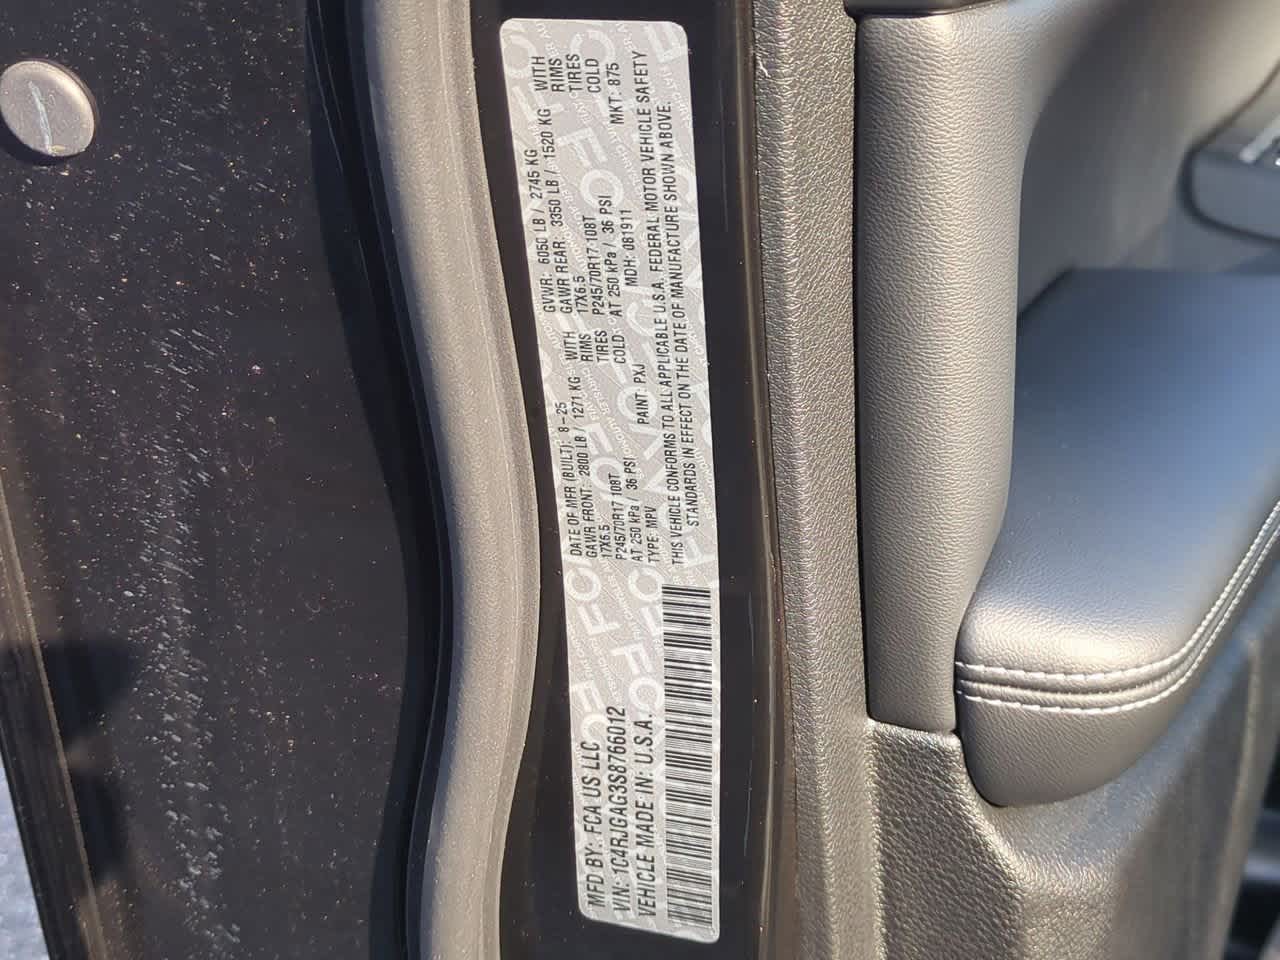 MFD BY: FCA US LLC
VIN: 1C4RJGAG3S8766012
VEHICLE MADE IN: U.S.A.
DATE OF MFR (BUILT): 8-25
GAWR FRONT: 2800 LB / 1271 KG WITH
17X6.5 RIMS
P245/70R17 108T TIRES
AT 250 kPa / 36 PSI COLD:
TYPE: MPV PAINT: PXJ
GVWR: 6050 LB / 2745 KG
GAWR REAR: 3350 LB / 1520 KG WITH
17X6.5 RIMS
P245/70R17 108T TIRES
AT 250 kPa / 36 PSI COLD
MDH: 081911 MKT: 875
THIS VEHICLE CONFORMS TO ALL APPLICABLE U.S.A. FEDERAL MOTOR VEHICLE SAFETY
STANDARDS IN EFFECT ON THE DATE OF MANUFACTURE SHOWN ABOVE.